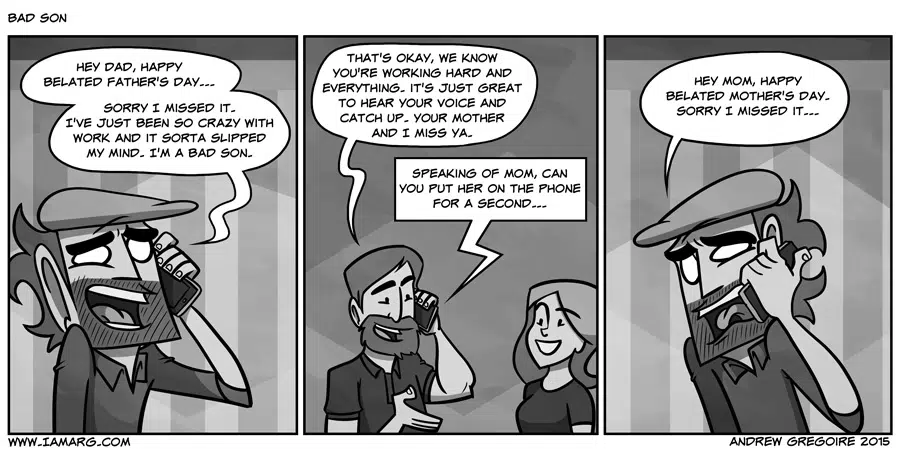 BAD SON
HEY DAD, HAPPY
BELATED FATHER'S DAY...
SORRY I MISSED IT.
I'VE JUST BEEN SO CRAZY WITH
WORK AND IT SORTA SLIPPED
MY MIND. I'M A BAD SON.
THAT'S OKAY, WE KNOW
YOU'RE WORKING HARD AND
EVERYTHING. IT'S JUST GREAT
TO HEAR YOUR VOICE AND
CATCH UP. YOUR MOTHER
AND I MISS YA.
SPEAKING OF MOM, CAN
YOU PUT HER ON THE PHONE
FOR A SECOND...
HEY MOM, HAPPY
BELATED MOTHER'S DAY.
SORRY I MISSED IT...
WWW.IAMARG.COM
ANDREW GREGOIRE 2015